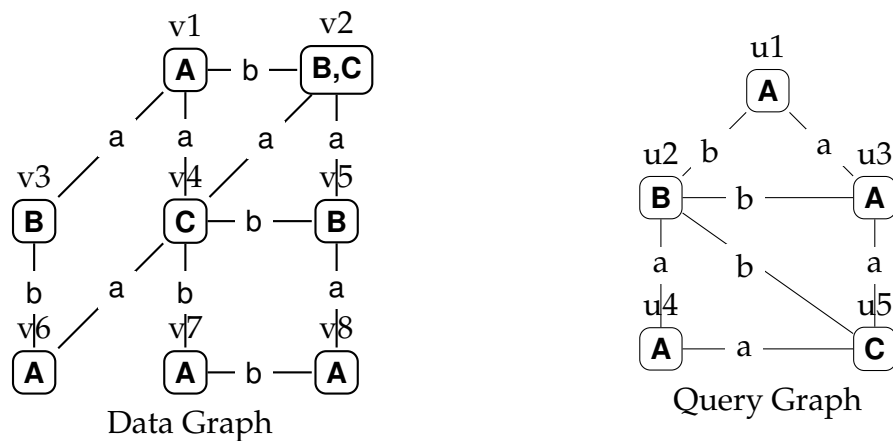 v1 v2
A b B,C
a a a a
v3 v4 v5
B C b B
b a b a
v6 v7 v8
A A b A
Data Graph
u1
A
b a
u2 u3
B b A
a b a
u4 u5
A a C
Query Graph